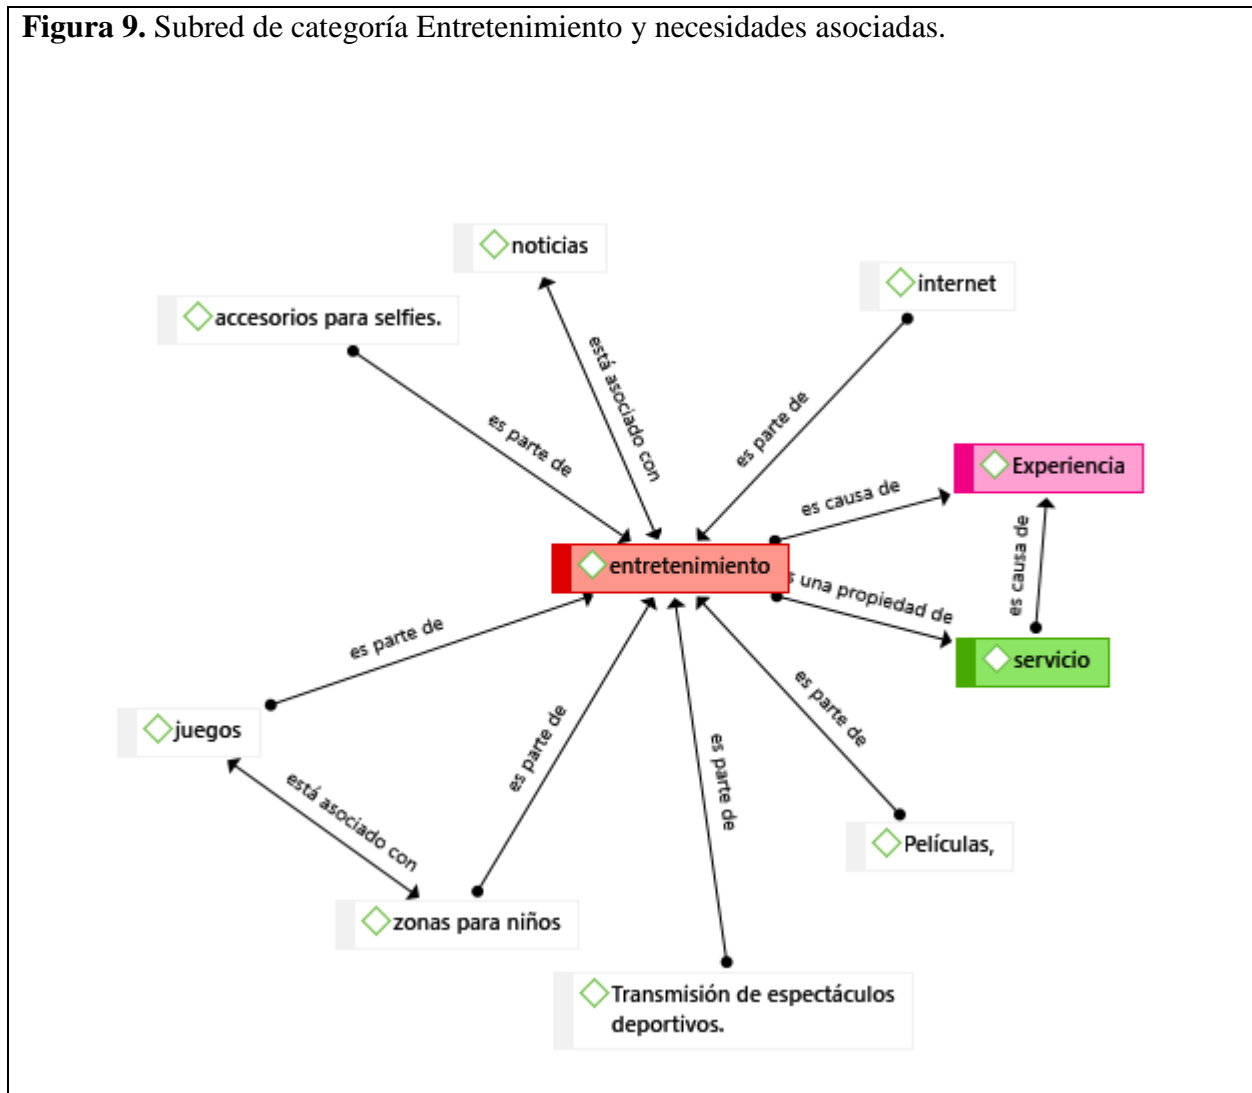 Figura 9. Subred de categoría Entretenimiento y necesidades asociadas.
noticias
internet
accesorios para selfies.
está asociado con
es parte de
es parte de
Experiencia
es causa de
es causa de
entretenimiento
s una propiedad de
servicio
es parte de
juegos
es parte de
es parte de
es parte de
está asociado con
Películas,
zonas para niños
Transmisión de espectáculos
deportivos.